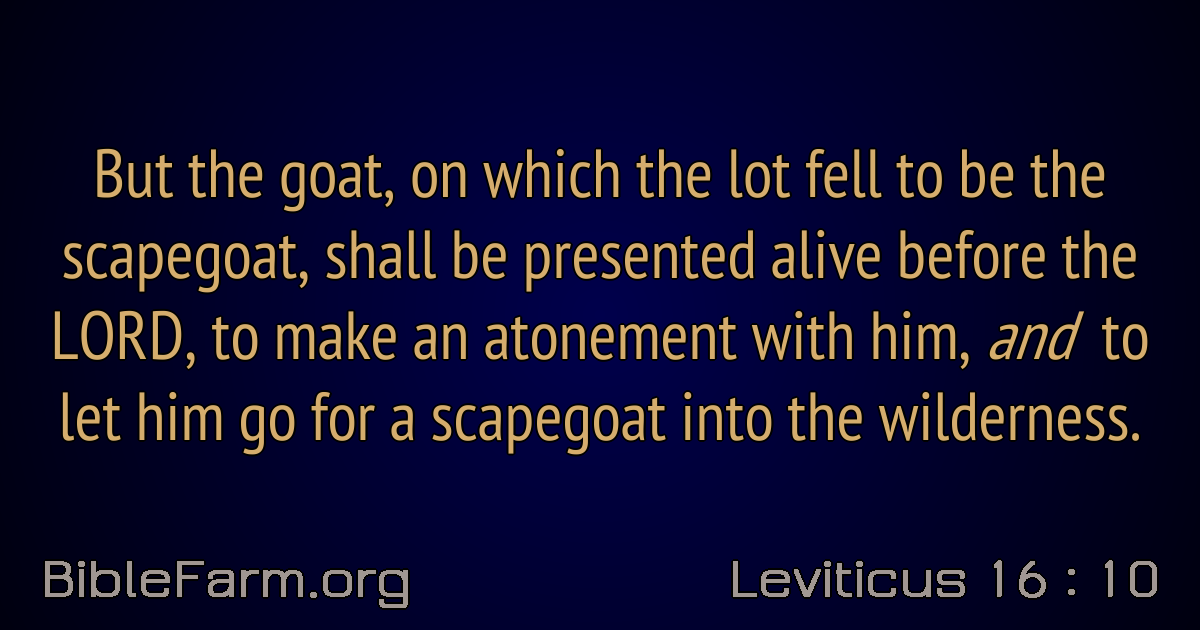 But the goat, on which the lot fell to be the
scapegoat, shall be presented alive before the
LORD, to make an atonement with him, and to
let him go for a scapegoat into the wilderness.
BibleFarm.org
Leviticus 16 : 10